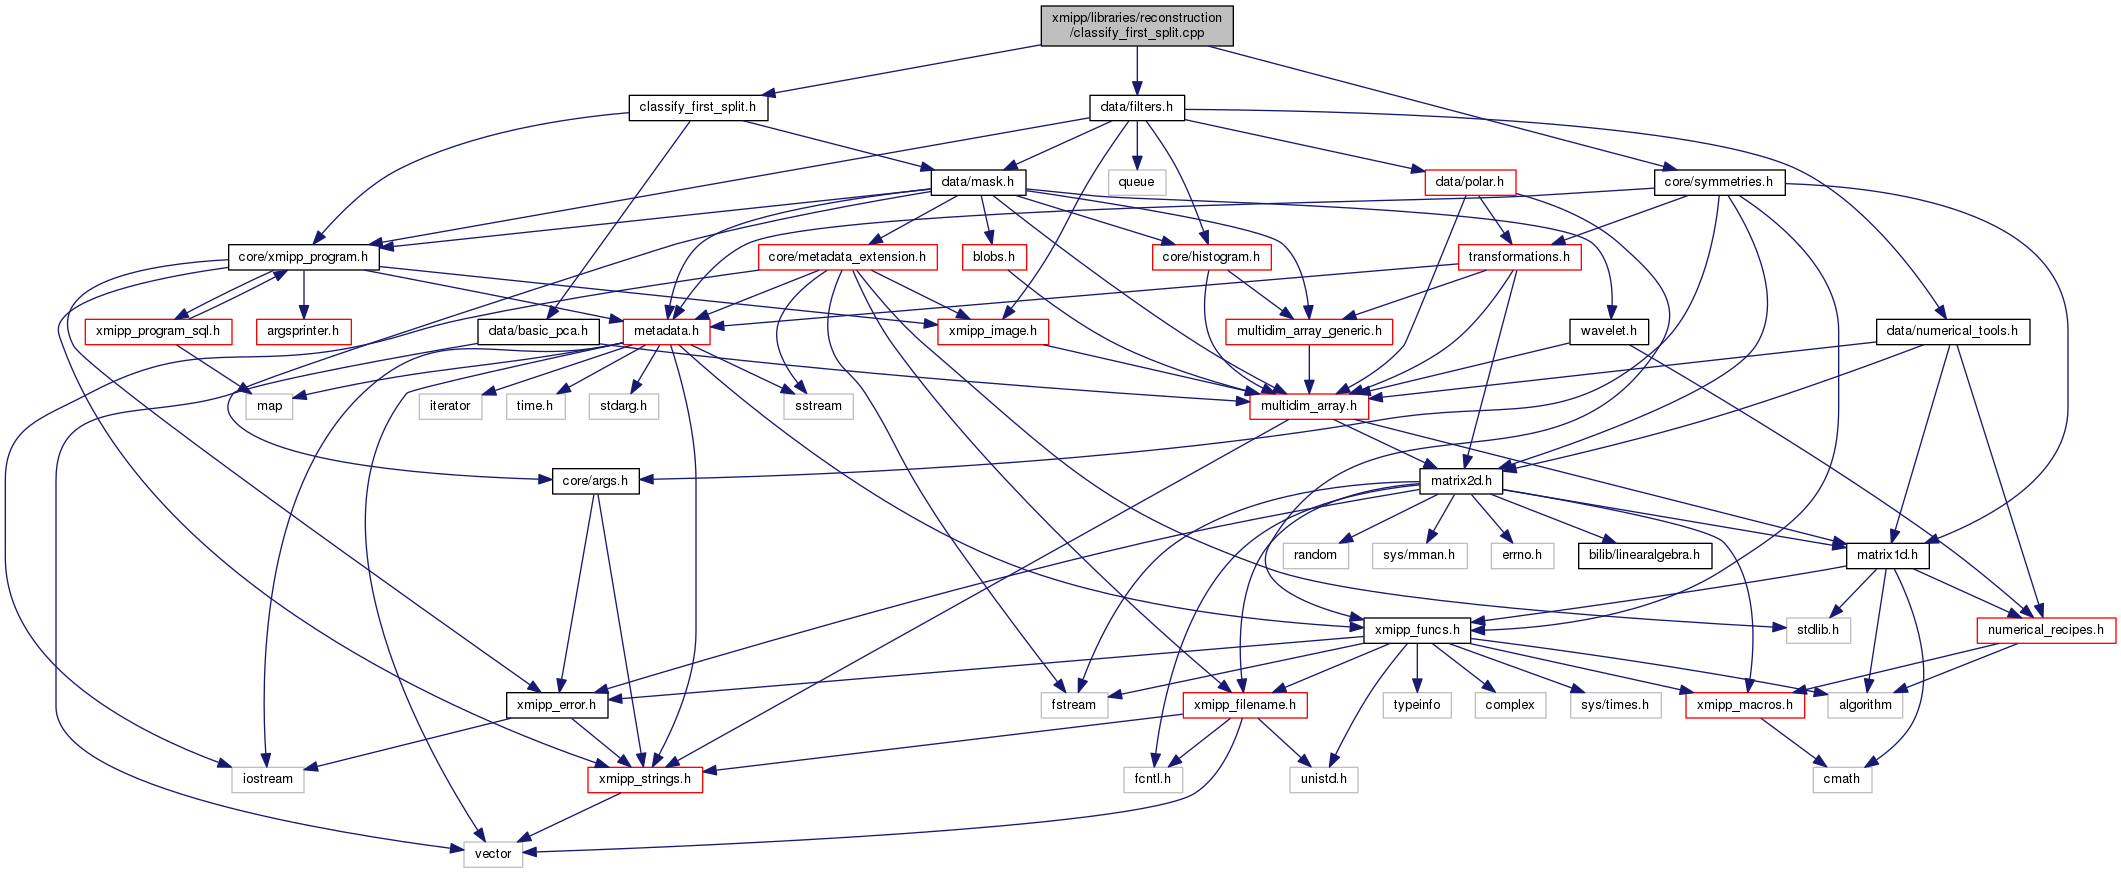 xmipp/libraries/reconstruction
/classify_first_split.cpp
classify_first_split.h
data/filters.h
data/mask.h
queue
data/polar.h
core/symmetries.h
core/xmipp_program.h
core/metadata_extension.h
blobs.h
core/histogram.h
transformations.h
xmipp_program_sql.h
argsprinter.h
data/basic_pca.h
metadata.h
xmipp_image.h
multidim_array_generic.h
wavelet.h
data/numerical_tools.h
map
iterator
time.h
stdarg.h
sstream
multidim_array.h
core/args.h
matrix2d.h
random
sys/mman.h
errno.h
bilib/linearalgebra.h
matrix1d.h
xmipp_funcs.h
stdlib.h
numerical_recipes.h
xmipp_error.h
fstream
xmipp_filename.h
typeinfo
complex
sys/times.h
xmipp_macros.h
algorithm
iostream
xmipp_strings.h
fcntl.h
unistd.h
cmath
vector